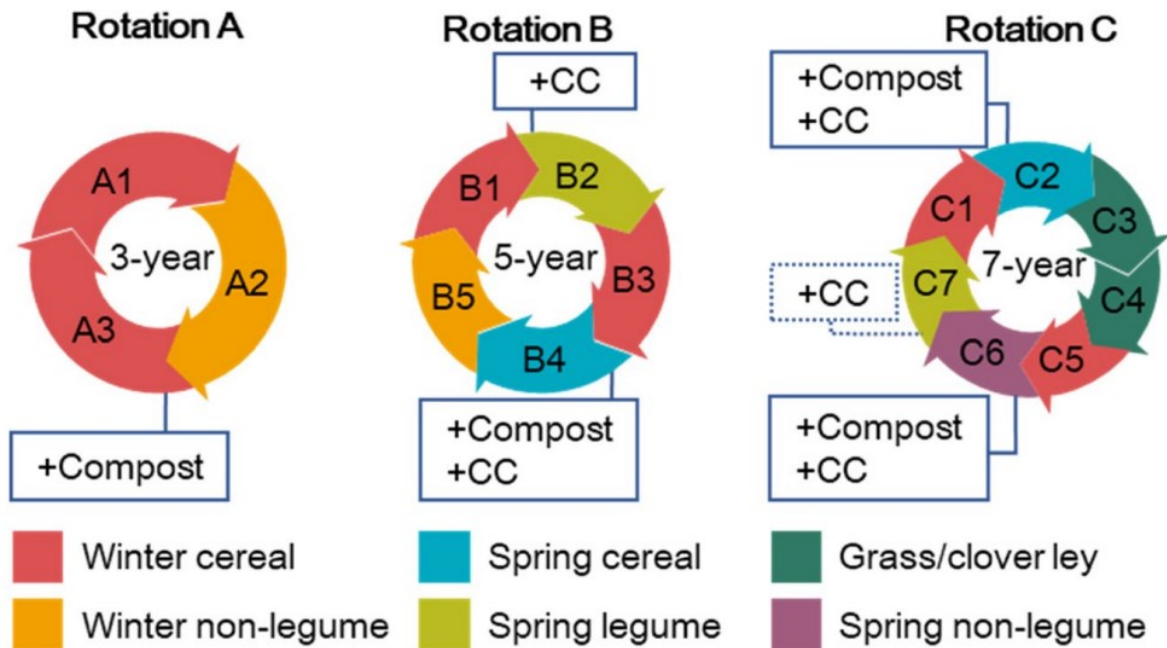 Rotation A
Rotation B
Rotation C
+CC
+Compost
+CC
A1
A2
A3
3-year
B1
B2
B3
B4
B5
5-year
C1
C2
C3
C4
C5
C6
C7
7-year
+CC
+Compost
+Compost
+CC
+Compost
+CC
Winter cereal
Spring cereal
Grass/clover ley
Winter non-legume
Spring legume
Spring non-legume